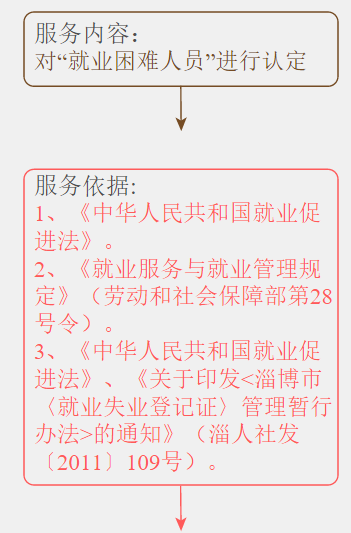 服务内容：
对“就业困难人员”进行认定
服务依据:
1、《中华人民共和国就业促
进法》。
2、《就业服务与就业管理规
定》（劳动和社会保障部第28
号令）。
3、《中华人民共和国就业促
进法》、《关于印发<淄博市
〈就业失业登记证〉管理暂行
办法>的通知》（淄人社发
〔2011〕109号）。